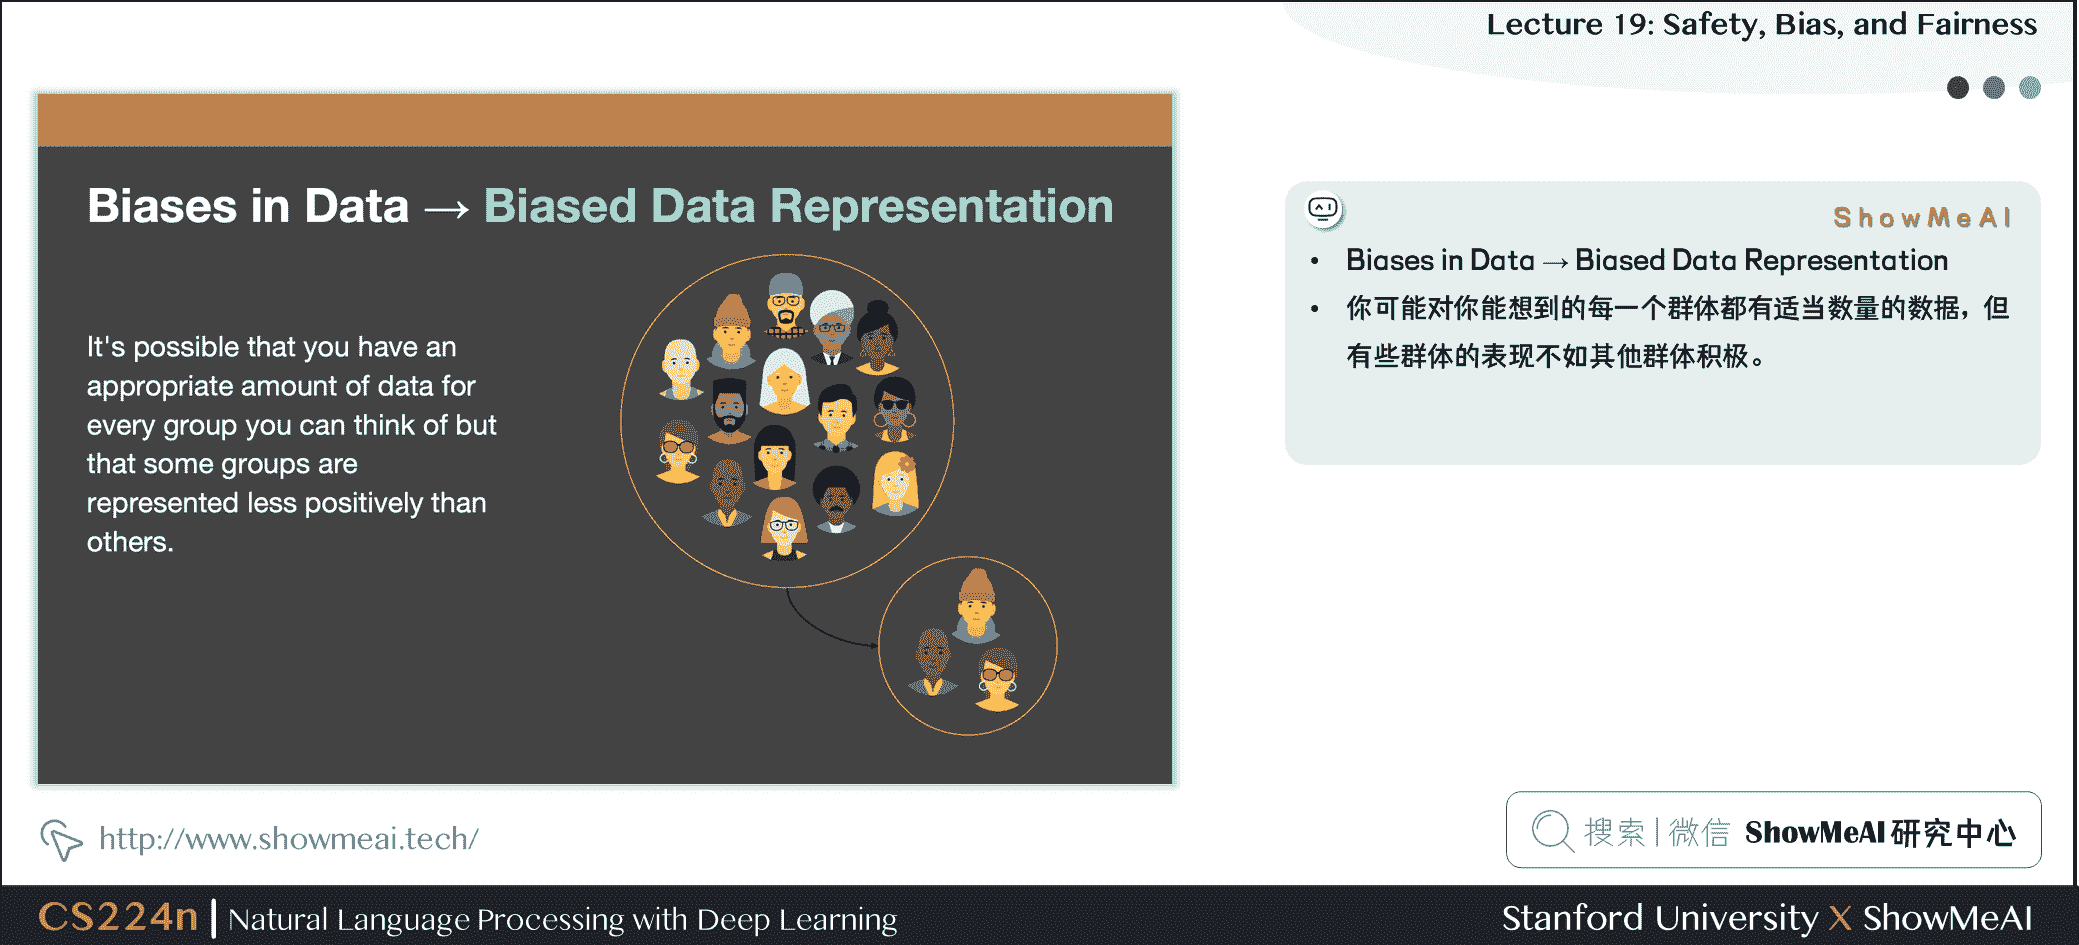 Lecture 19: Safety, Bias, and Fairness
Biases in Data → Biased Data Representation
It's possible that you have an
appropriate amount of data for
every group you can think of but
that some groups are
represented less positively than
others.
ShowMeAI
• Biases in Data → Biased Data Representation
• 你可能对你能想到的每一个群体都有适当数量的数据，但
有些群体的表现不如其他群体积极。
http://www.showmeai.tech/
搜索 | 微信 ShowMeAI 研究中心
CS224n | Natural Language Processing with Deep Learning
Stanford University X ShowMeAI